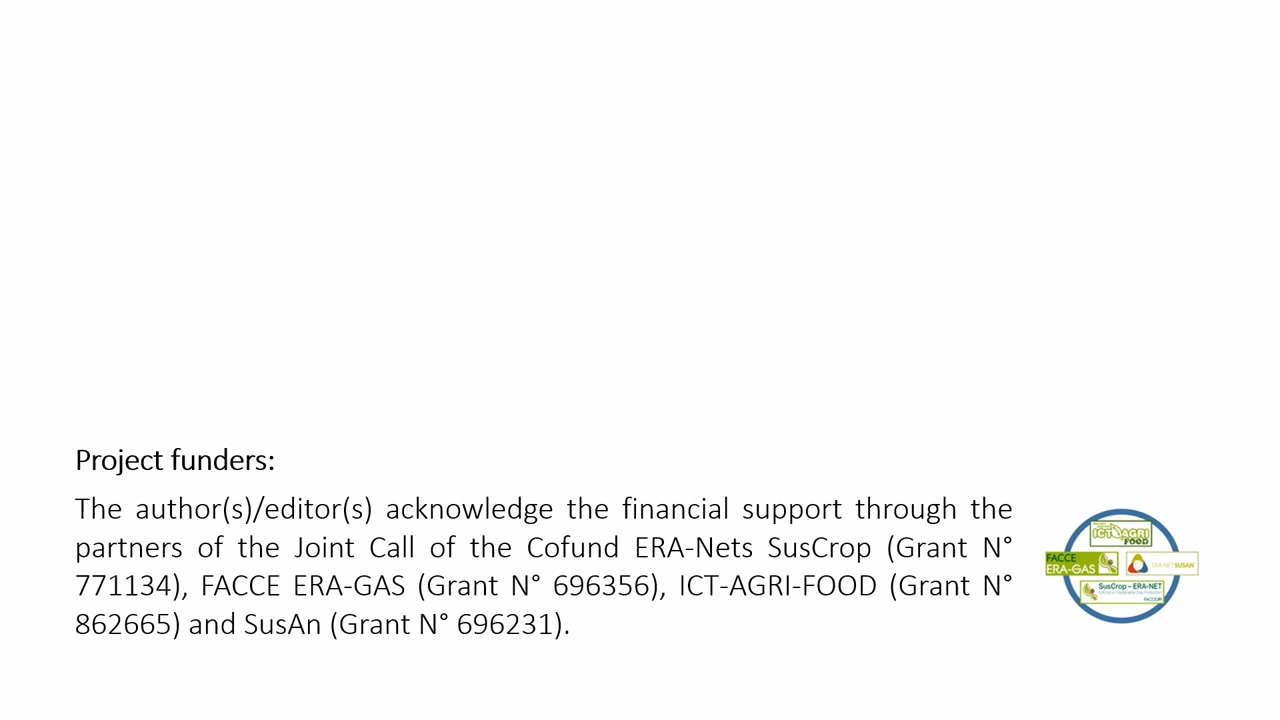 Project funders:
The author(s)/editor(s) acknowledge the financial support through the
partners of the Joint Call of the Cofund ERA-Nets SusCrop (Grant N°
771134), FACCE ERA-GAS (Grant N° 696356), ICT-AGRI-FOOD (Grant N°
862665) and SusAn (Grant N° 696231).
ICT-AGRI
FOOD
FACCE
ERA-GAS
ERA-NET SUSAN
SusCrop - ERA-NET